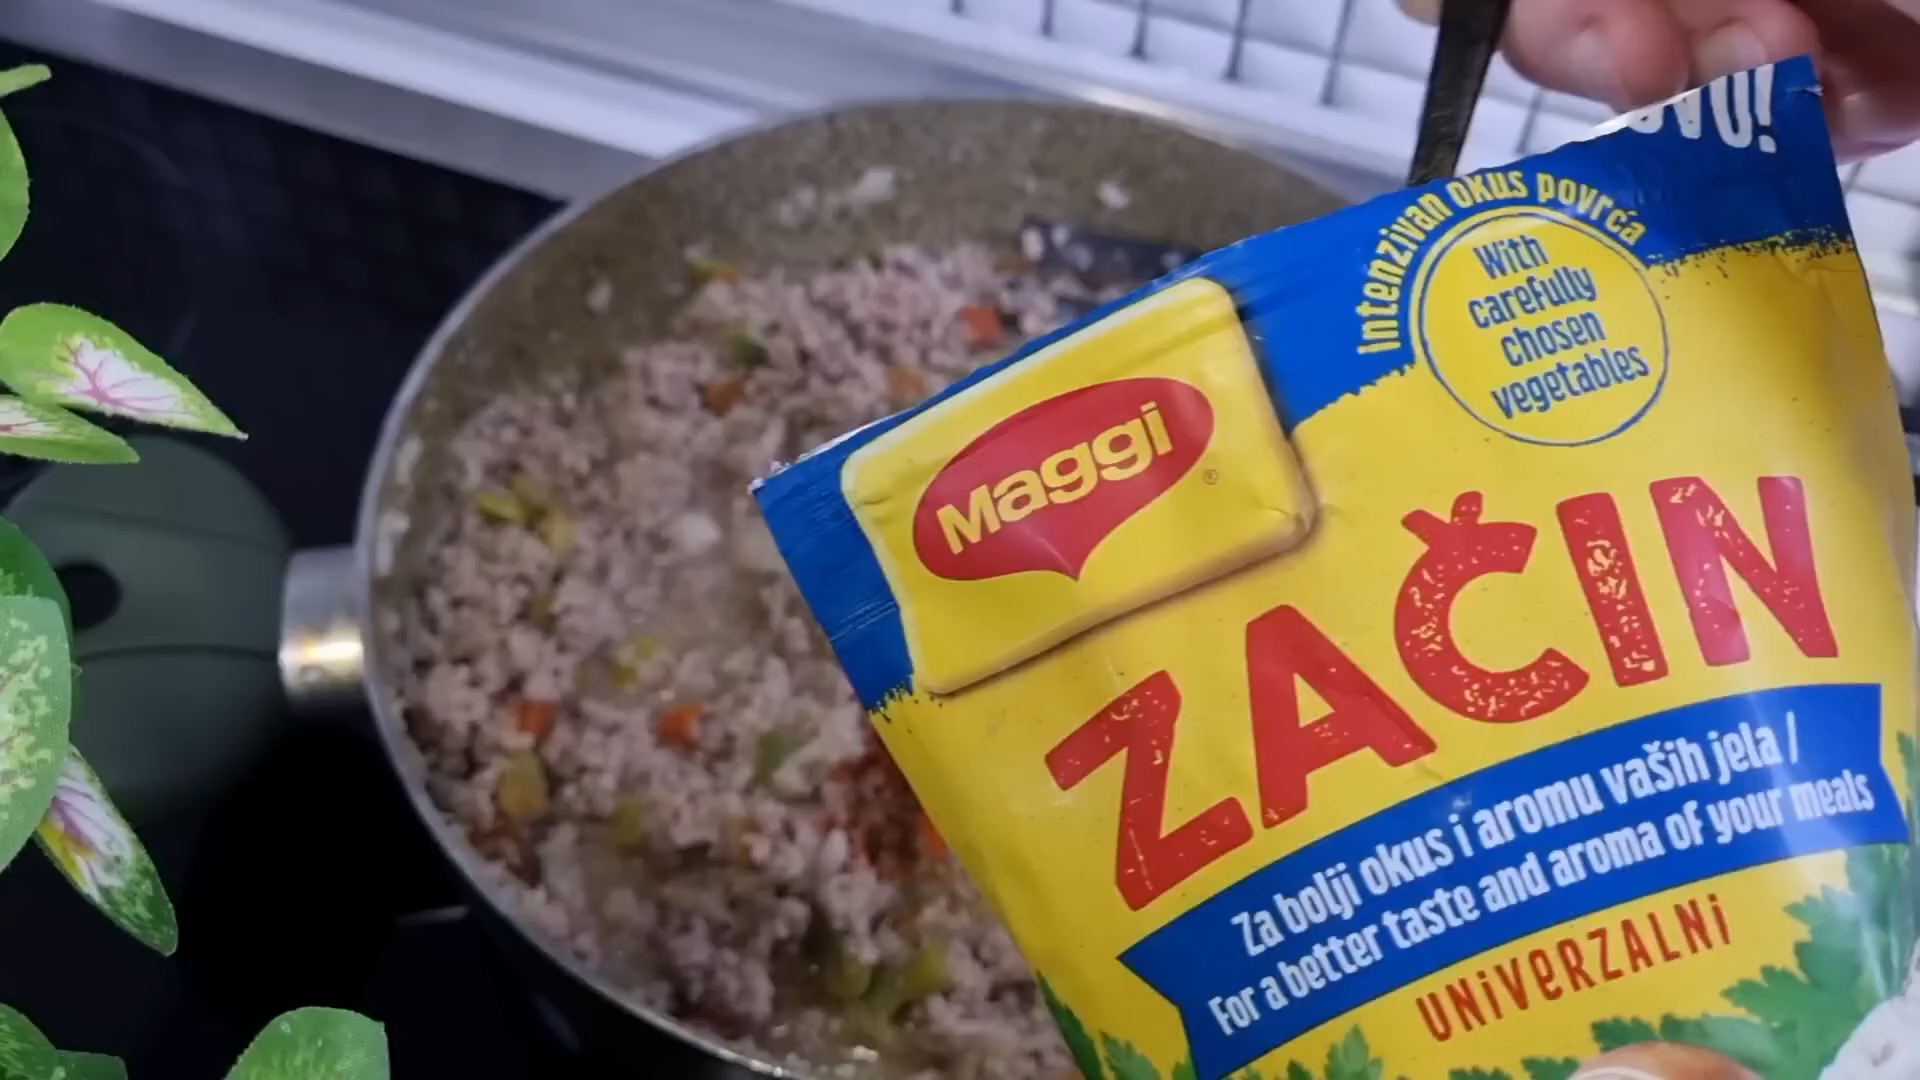 Intenzivan okus povrća
With
carefully
chosen
vegetables
Maggi
ZAČIN
Za bolji okus i aromu vaših jela /
For a better taste and aroma of your meals
UNIVERZALNI